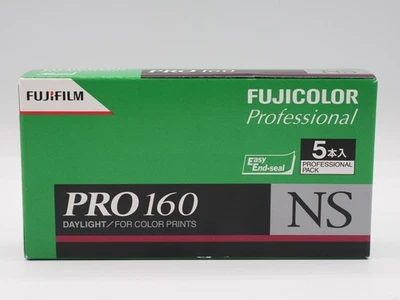 FUJIFILM
FUJICOLOR
Professional
Easy
End-seal
5本入
PROFESSIONAL
PACK
PRO 160
NS
DAYLIGHT/FOR COLOR PRINTS